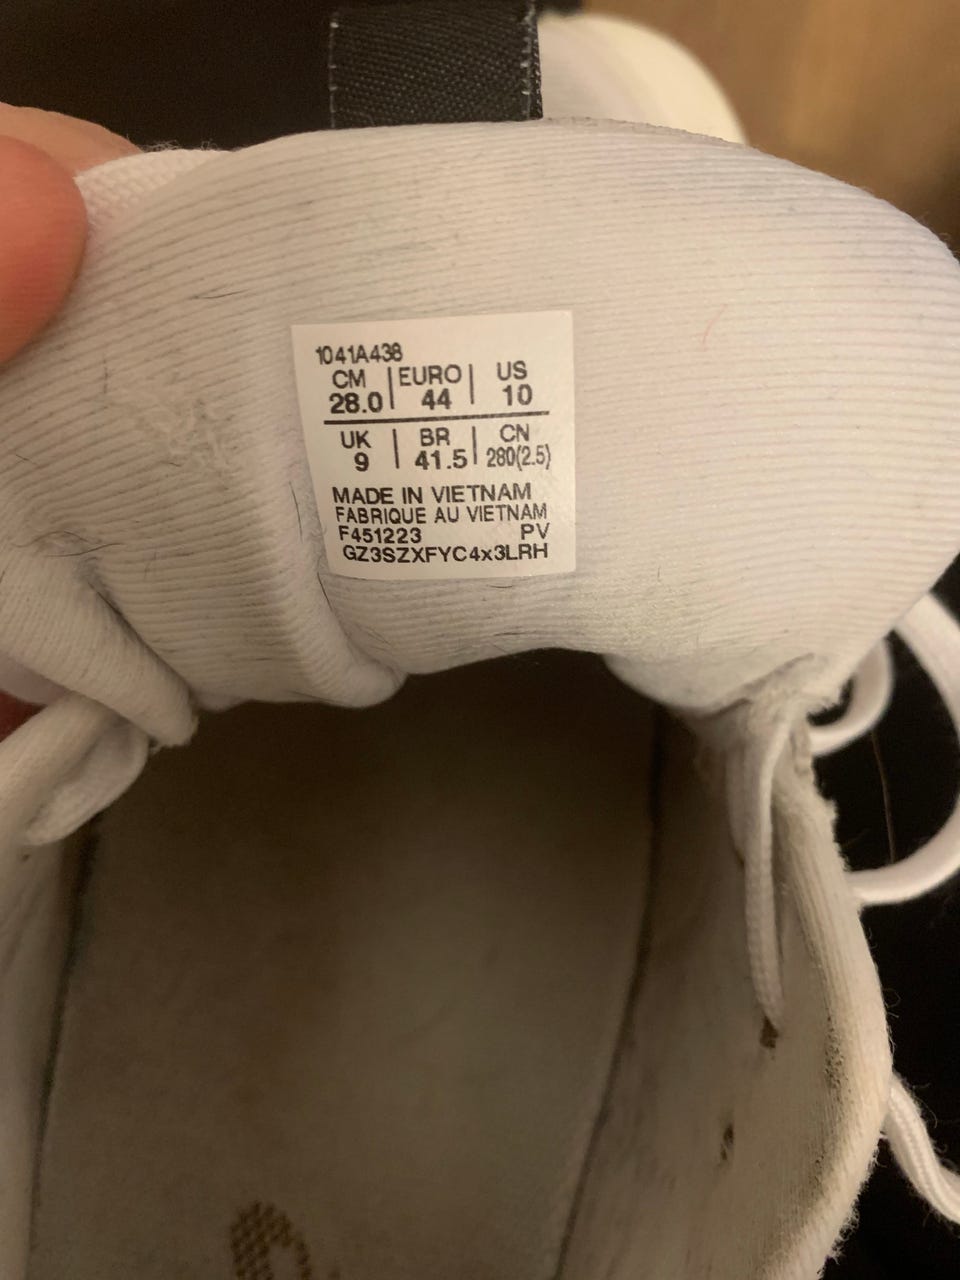 1041A438
CM | EURO | US
28.0 | 44 | 10
UK | BR | CN
9 | 41.5 | 280(2.5)
MADE IN VIETNAM
FABRIQUE AU VIETNAM
F451223 PV
GZ3SZXFYC4x3LRH